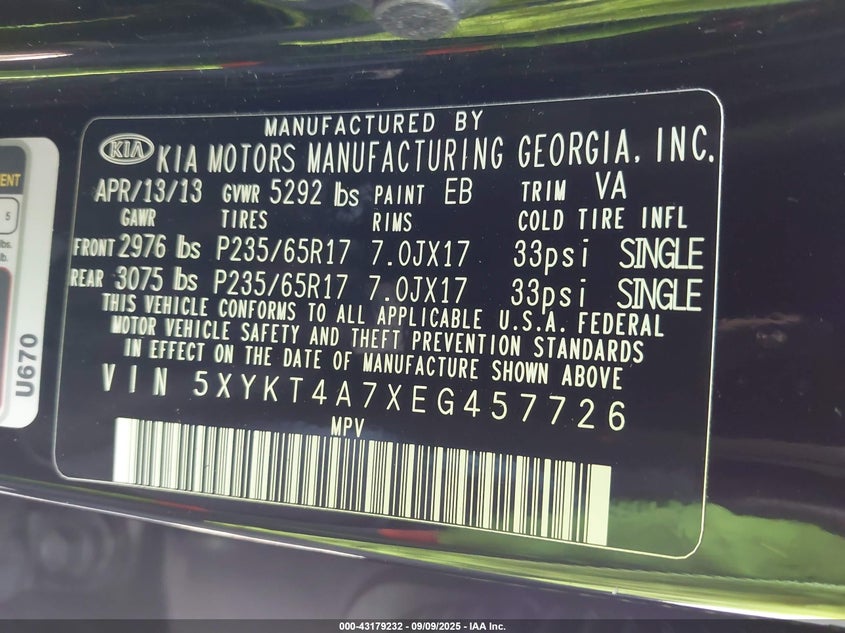 MANUFACTURED BY
KIA KIA MOTORS MANUFACTURING GEORGIA, INC.
APR/13/13 GVWR 5292 lbs PAINT EB TRIM VA
GAWR TIRES RIMS COLD TIRE INFL
FRONT 2976 lbs P235/65R17 7.0JX17 33psi SINGLE
REAR 3075 lbs P235/65R17 7.0JX17 33psi SINGLE
THIS VEHICLE CONFORMS TO ALL APPLICABLE U.S.A. FEDERAL
MOTOR VEHICLE SAFETY AND THEFT PREVENTION STANDARDS
IN EFFECT ON THE DATE OF MANUFACTURE SHOWN ABOVE
VIN 5XYKT4A7XEG457726
MPV
5
lbs.
U670
000-43179232 - 09/09/2025 - IAA Inc.